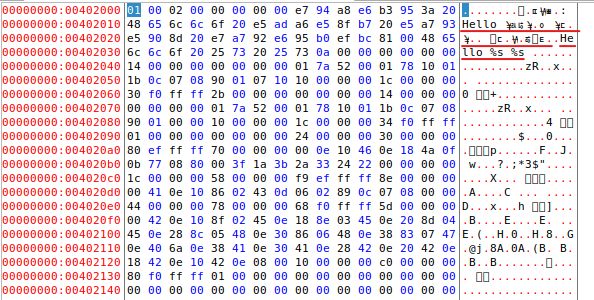 00000000:00402000 01 00 02 00 00 00 00 00 e7 94 a8 e6 b3 95 3a 20 :
00000000:00402010 48 65 6c 6c 6f 20 e5 ad a6 e5 8f b7 20 e5 a7 93 Hello
00000000:00402020 e5 90 8d 20 e7 a7 92 e6 95 b0 ef bc 81 00 48 65 He
00000000:00402030 6c 6c 6f 20 25 73 20 25 73 0a 00 00 00 00 00 00 llo %s %s.......
00000000:00402040 14 00 00 00 00 00 00 00 01 7a 52 00 01 78 10 01 .........zR..x..
00000000:00402050 1b 0c 07 08 90 01 07 10 10 00 00 00 1c 00 00 00 ................
00000000:00402060 30 f0 ff ff 2b 00 00 00 00 00 00 00 14 00 00 00 0 +...........
00000000:00402070 00 00 00 00 01 7a 52 00 01 78 10 01 1b 0c 07 08 .....zR..x......
00000000:00402080 90 01 00 00 10 00 00 00 1c 00 00 00 34 f0 ff ff ............4
00000000:00402090 01 00 00 00 00 00 00 00 24 00 00 00 30 00 00 00 ........$...0...
00000000:004020a0 80 ef ff ff 70 00 00 00 00 0e 10 46 0e 18 4a 0f p......F..J.
00000000:004020b0 0b 77 08 80 00 3f 1a 3b 2a 33 24 22 00 00 00 00 .w...?.;*3$"....
00000000:004020c0 1c 00 00 00 58 00 00 00 f9 ef ff ff 8e 00 00 00 ....X...
00000000:004020d0 00 41 0e 10 86 02 43 0d 06 02 89 0c 07 08 00 00 .A....C.........
00000000:004020e0 44 00 00 00 78 00 00 00 68 f0 ff ff 5d 00 00 00 D...x...h ]...
00000000:004020f0 00 42 0e 10 8f 02 45 0e 18 8e 03 45 0e 20 8d 04 .B....E....E. ..
00000000:00402100 45 0e 28 8c 05 48 0e 30 86 06 48 0e 38 83 07 47 E.(..H.0..H.8..G
00000000:00402110 0e 40 6a 0e 38 41 0e 30 41 0e 28 42 0e 20 42 0e .@j.8A.0A.(B. B.
00000000:00402120 18 42 0e 10 42 0e 08 00 10 00 00 00 c0 00 00 00 .B..B.......
00000000:00402130 80 f0 ff ff 01 00 00 00 00 00 00 00 00 00 00 00
00000000:00402140 00 00 00 00 00 00 00 00 00 00 00 00 00 00 00 00 ................